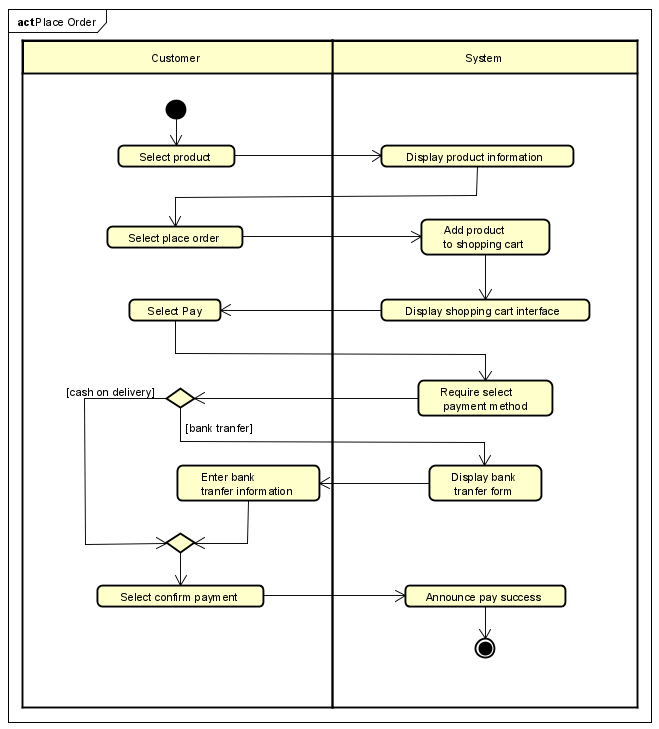 actPlace Order
Customer
System
Select product
Display product information
Select place order
Add product
to shopping cart
Select Pay
Display shopping cart interface
Require select
payment method
[cash on delivery]
[bank tranfer]
Enter bank
tranfer information
Display bank
tranfer form
Select confirm payment
Announce pay success